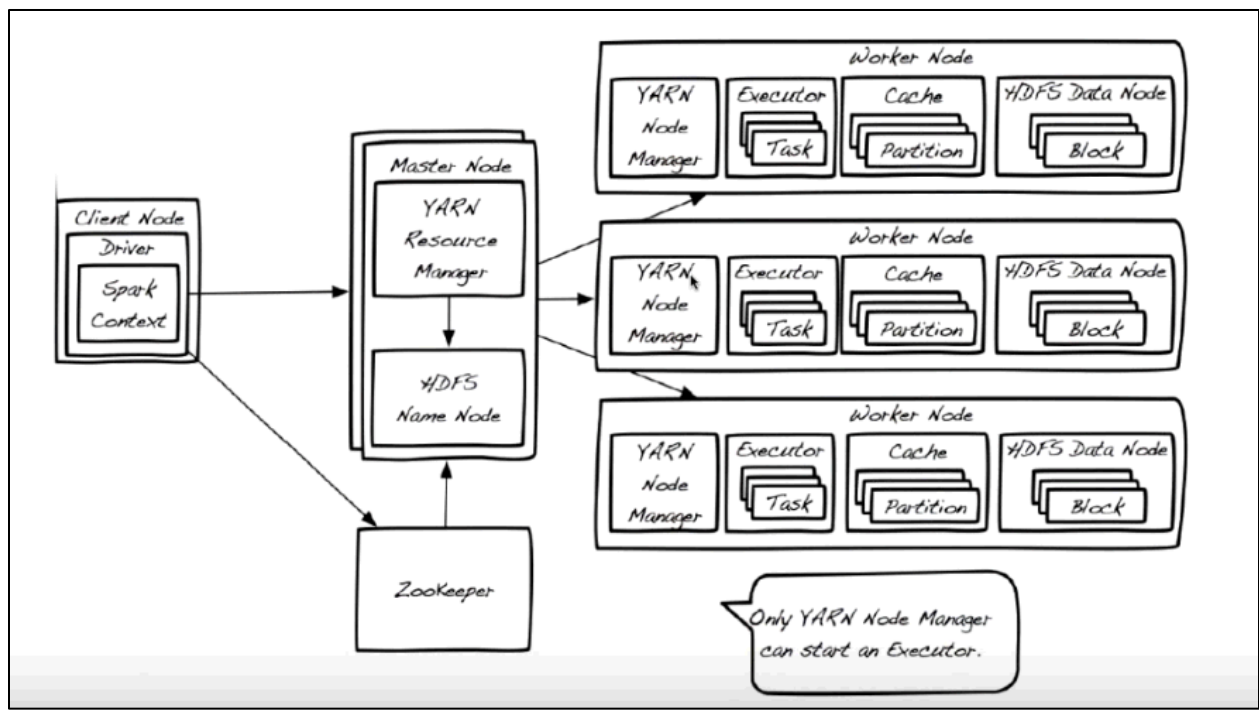 Client Node
Driver
Spark
Context
Master Node
YARN
Resource
Manager
HDFS
Name Node
ZooKeeper
Worker Node
YARN
Node
Manager
Executor
Task
Cache
Partition
HDFS Data Node
Block
Worker Node
YARN
Node
Manager
Executor
Task
Cache
Partition
HDFS Data Node
Block
Worker Node
YARN
Node
Manager
Executor
Task
Cache
Partition
HDFS Data Node
Block
Only YARN Node Manager
can start an Executor.